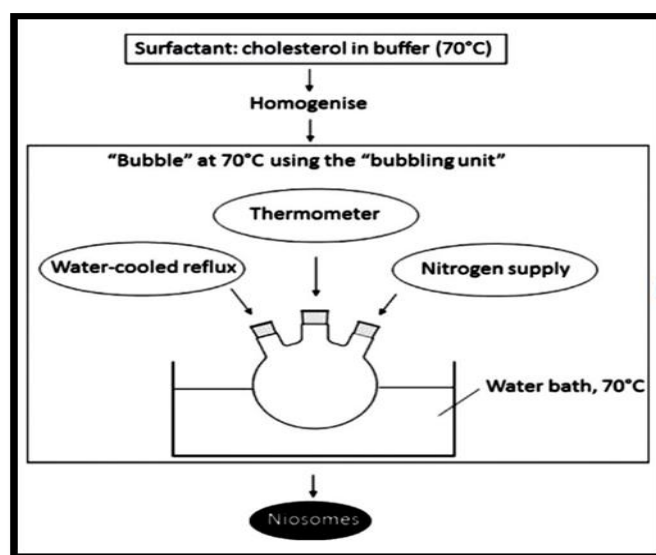 Surfactant: cholesterol in buffer (70°C)
Homogenise
“Bubble” at 70°C using the “bubbling unit”
Thermometer
Water-cooled reflux
Nitrogen supply
Water bath, 70°C
Niosomes